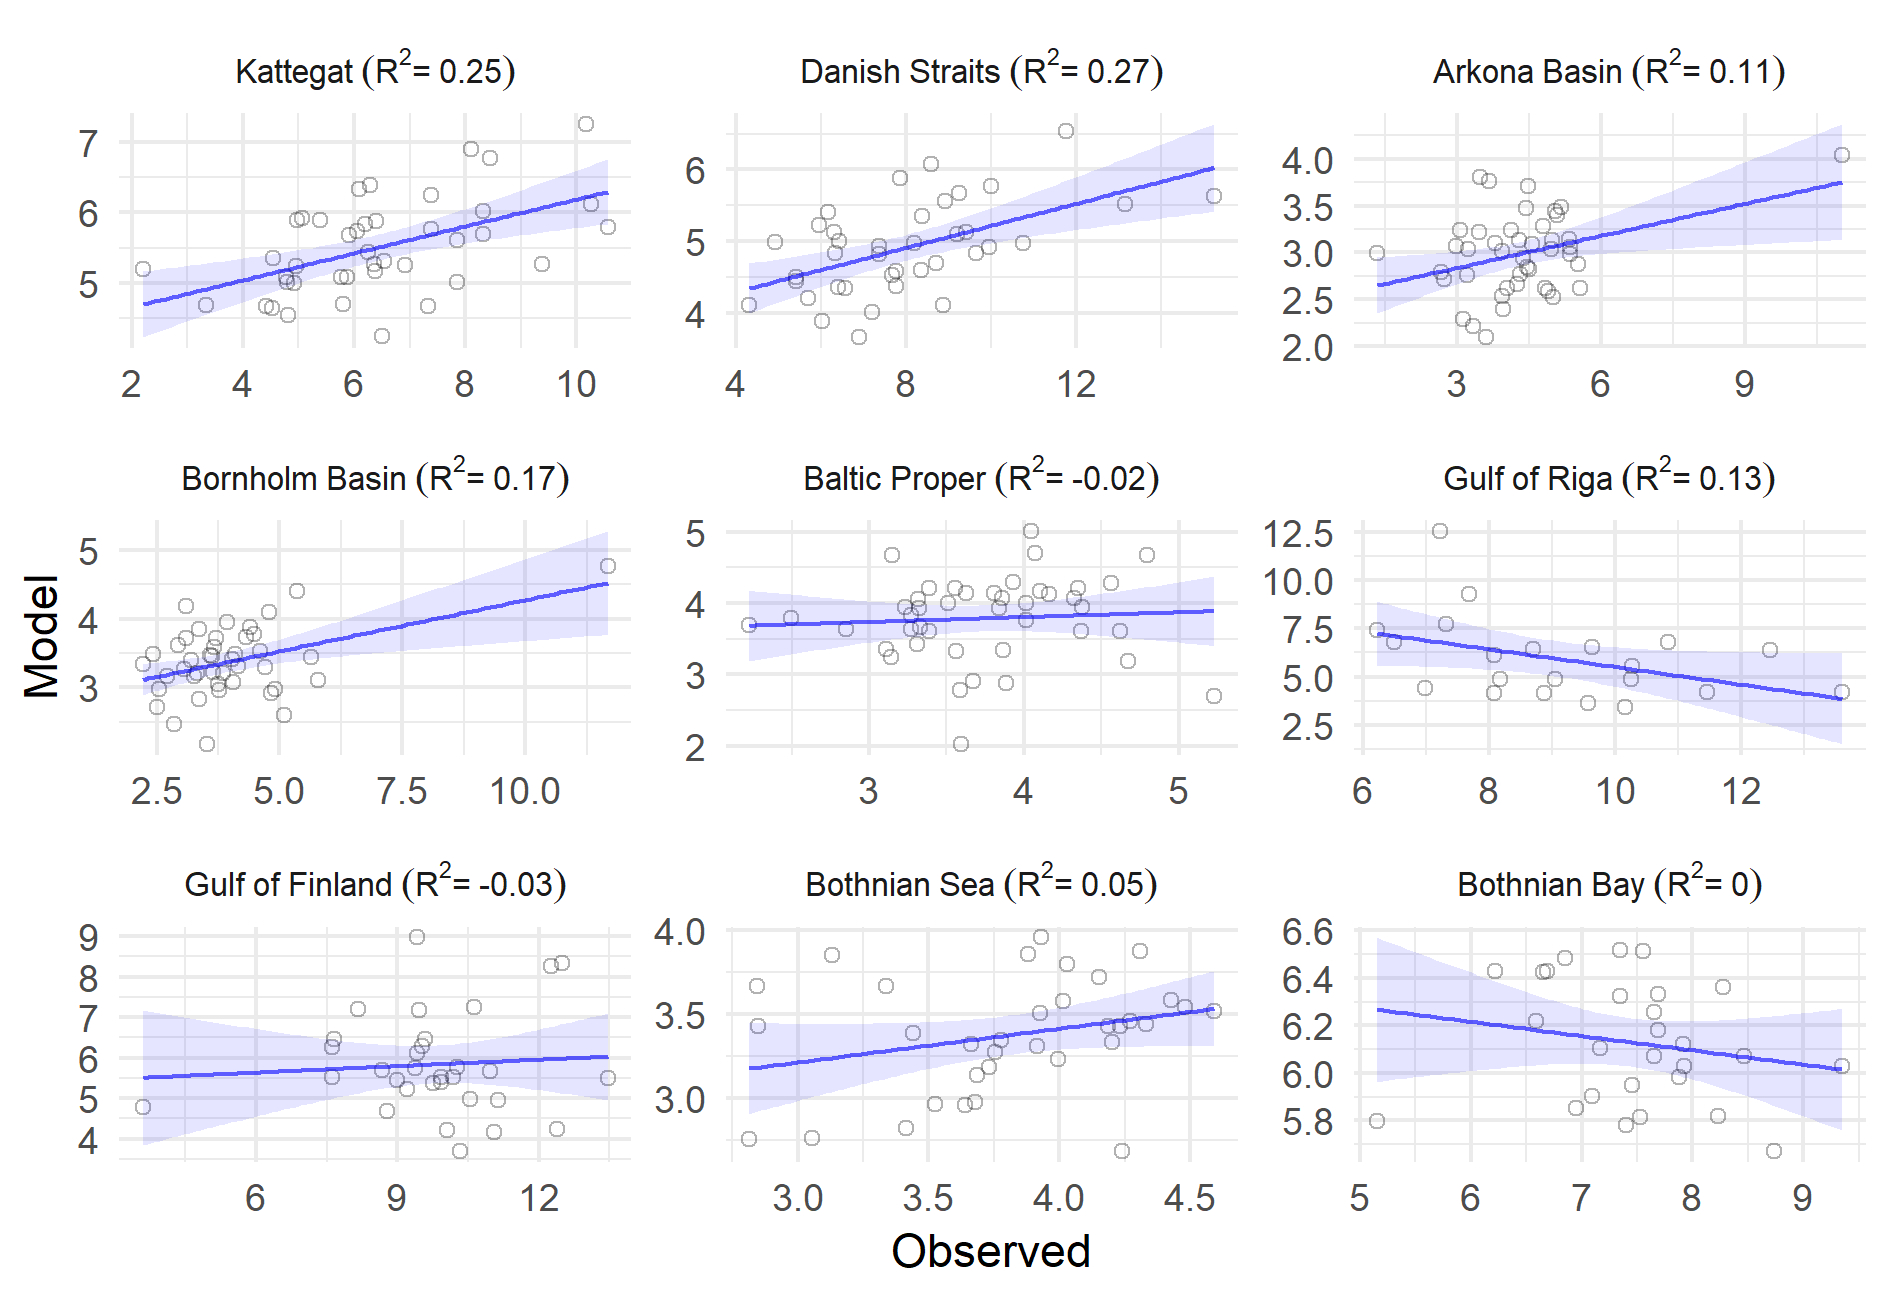 Kattegat (R²= 0.25)
Danish Straits (R²= 0.27)
Arkona Basin (R²= 0.11)
7
6
5
2 4 6 8 10
6
5
4
4 8 12
4.0
3.5
3.0
2.5
2.0
3 6 9
Bornholm Basin (R²= 0.17)
Baltic Proper (R²= -0.02)
Gulf of Riga (R²= 0.13)
Model
5
4
3
2.5 5.0 7.5 10.0
5
4
3
2
3 4 5
12.5
10.0
7.5
5.0
2.5
6 8 10 12
Gulf of Finland (R²= -0.03)
Bothnian Sea (R²= 0.05)
Bothnian Bay (R²= 0)
9
8
7
6
5
4
6 9 12
4.0
3.5
3.0
3.0 3.5 4.0 4.5
6.6
6.4
6.2
6.0
5.8
5 6 7 8 9
Observed